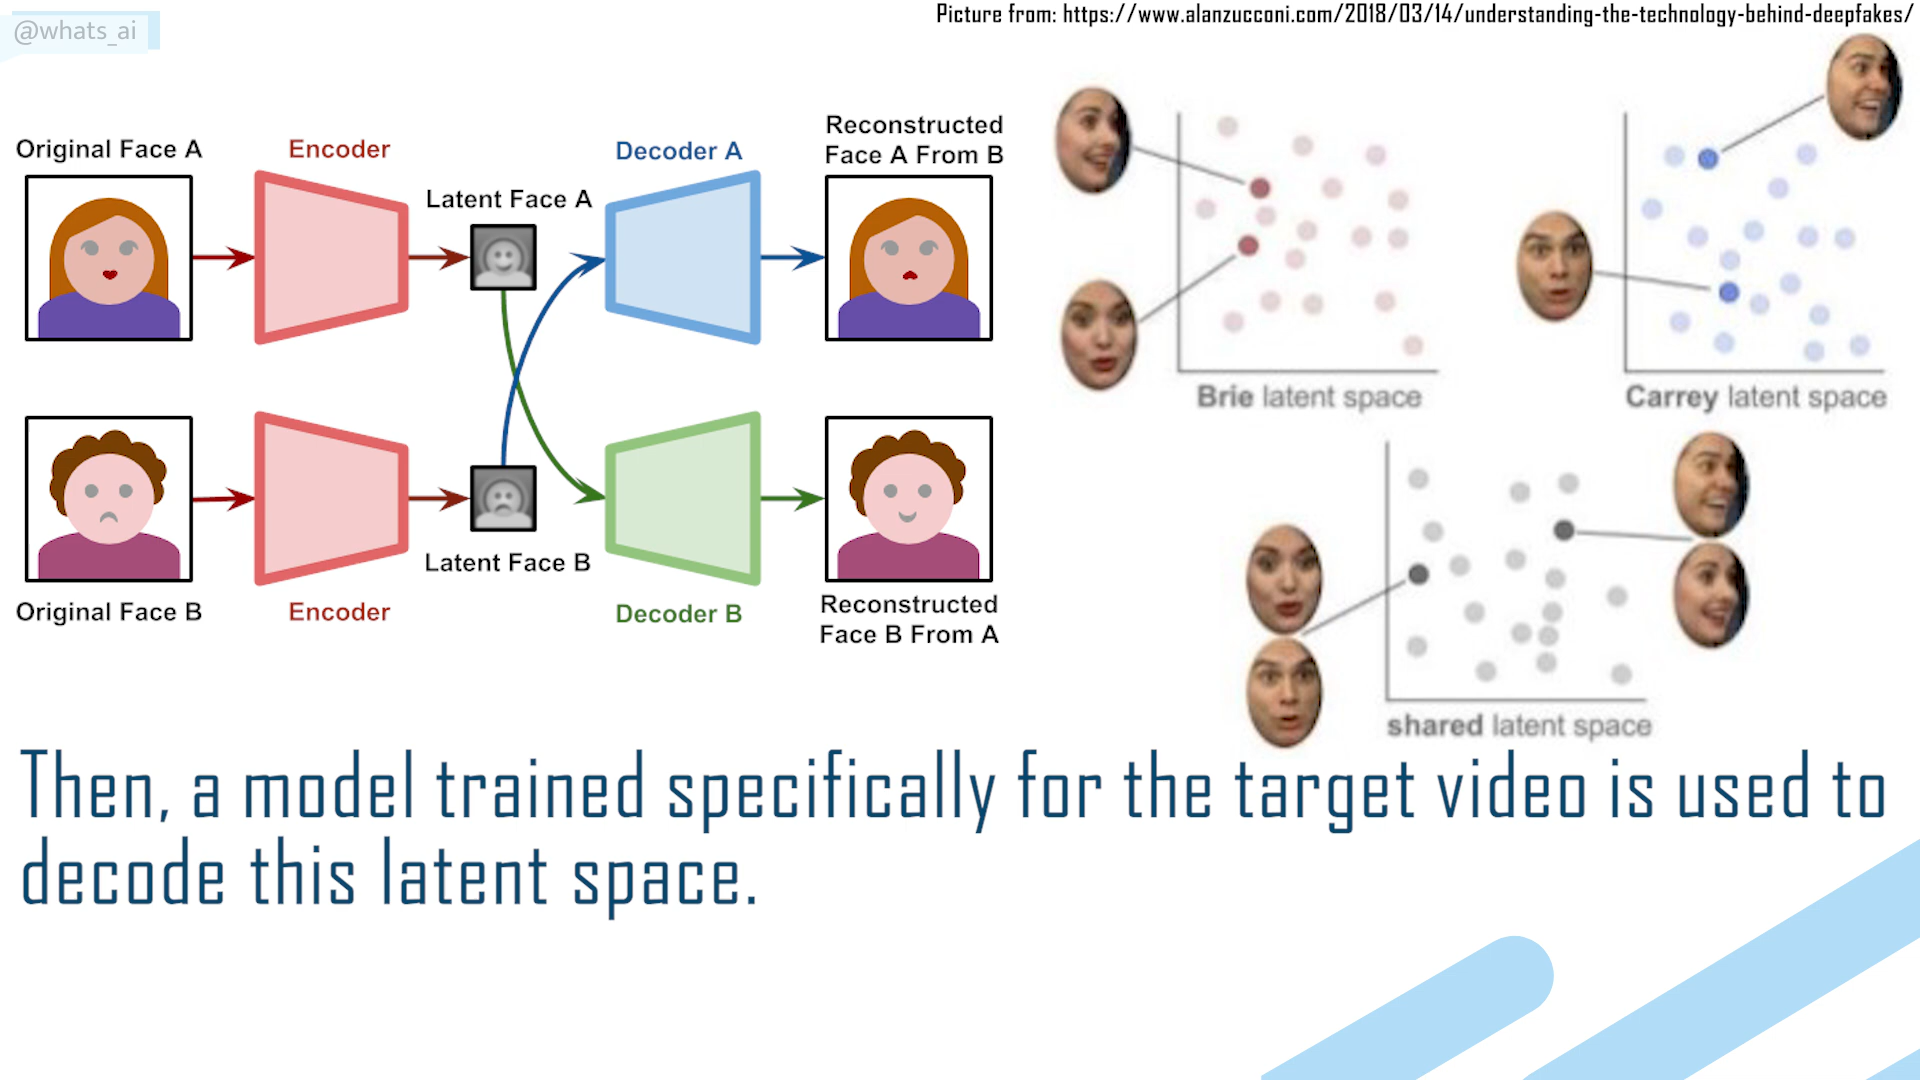 @whats_ai
Picture from: https://www.alanzucconi.com/2018/03/14/understanding-the-technology-behind-deepfakes/
Original Face A
Encoder
Latent Face A
Decoder A
Reconstructed
Face A From B
Original Face B
Encoder
Latent Face B
Decoder B
Reconstructed
Face B From A
Brie latent space
Carrey latent space
shared latent space
Then, a model trained specifically for the target video is used to
decode this latent space.